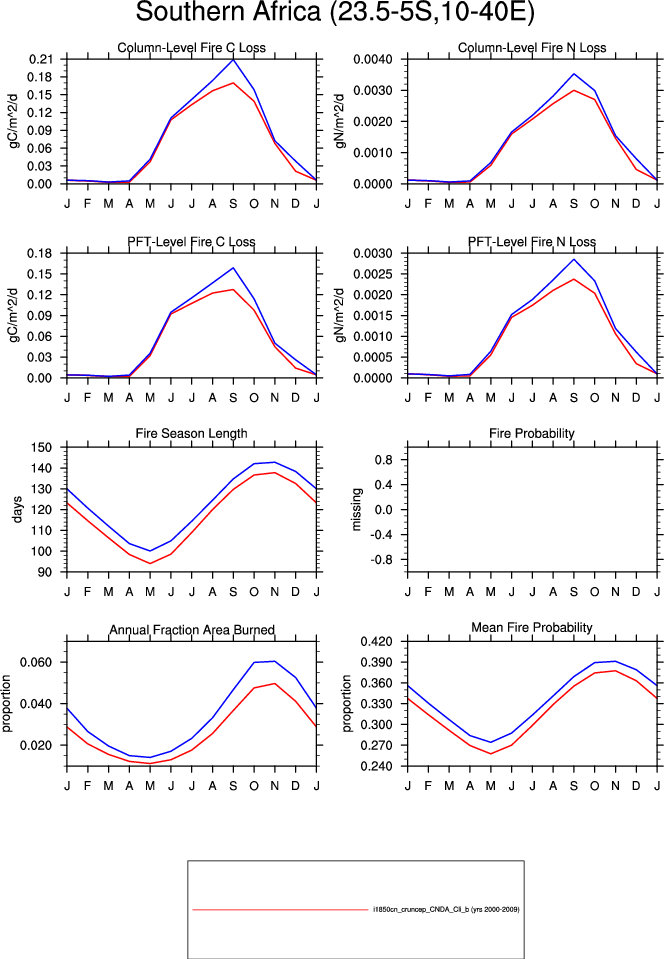 Southern Africa (23.5-5S,10-40E)
Column-Level Fire C Loss
gC/m^2/d
0.21
0.18
0.15
0.12
0.09
0.06
0.03
0.00
J F M A M J J A S O N D J
Column-Level Fire N Loss
gN/m^2/d
0.0040
0.0030
0.0020
0.0010
0.0000
J F M A M J J A S O N D J
PFT-Level Fire C Loss
gC/m^2/d
0.18
0.15
0.12
0.09
0.06
0.03
0.00
J F M A M J J A S O N D J
PFT-Level Fire N Loss
gN/m^2/d
0.0030
0.0025
0.0020
0.0015
0.0010
0.0005
0.0000
J F M A M J J A S O N D J
Fire Season Length
days
150
140
130
120
110
100
90
J F M A M J J A S O N D J
Fire Probability
missing
0.8
0.4
0.0
-0.4
-0.8
J F M A M J J A S O N D J
Annual Fraction Area Burned
proportion
0.060
0.040
0.020
J F M A M J J A S O N D J
Mean Fire Probability
proportion
0.420
0.390
0.360
0.330
0.300
0.270
0.240
J F M A M J J A S O N D J
i1850cn_cruncep_CNDA_Cli_b (yrs 2000-2009)